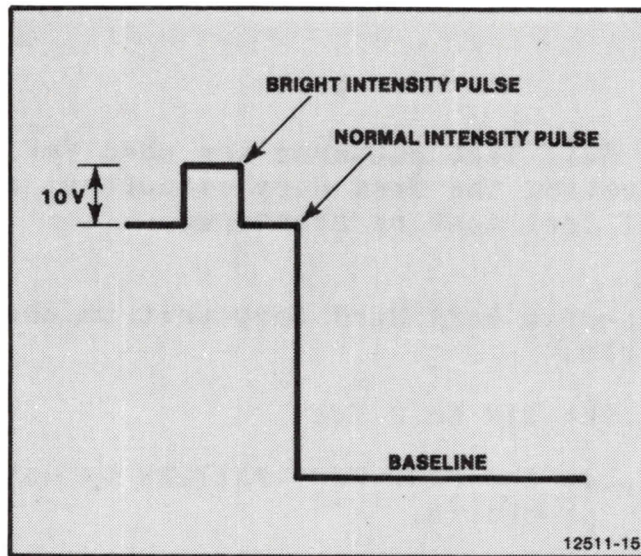 BRIGHT INTENSITY PULSE
NORMAL INTENSITY PULSE
10 V
BASELINE
12511-15